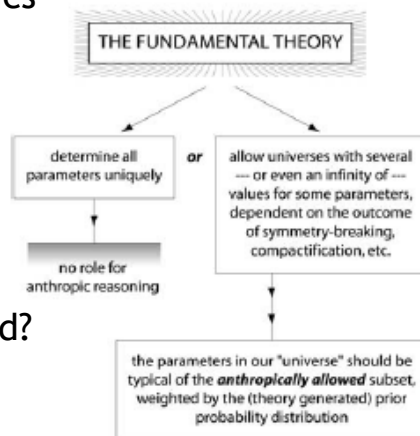 THE FUNDAMENTAL THEORY
determine all
parameters uniquely
or
allow universes with several
--- or even an infinity of ---
values for some parameters,
dependent on the outcome
of symmetry-breaking,
compactification, etc.
no role for
anthropic reasoning
d?
the parameters in our "universe" should be
typical of the anthropically allowed subset,
weighted by the (theory generated) prior
probability distribution